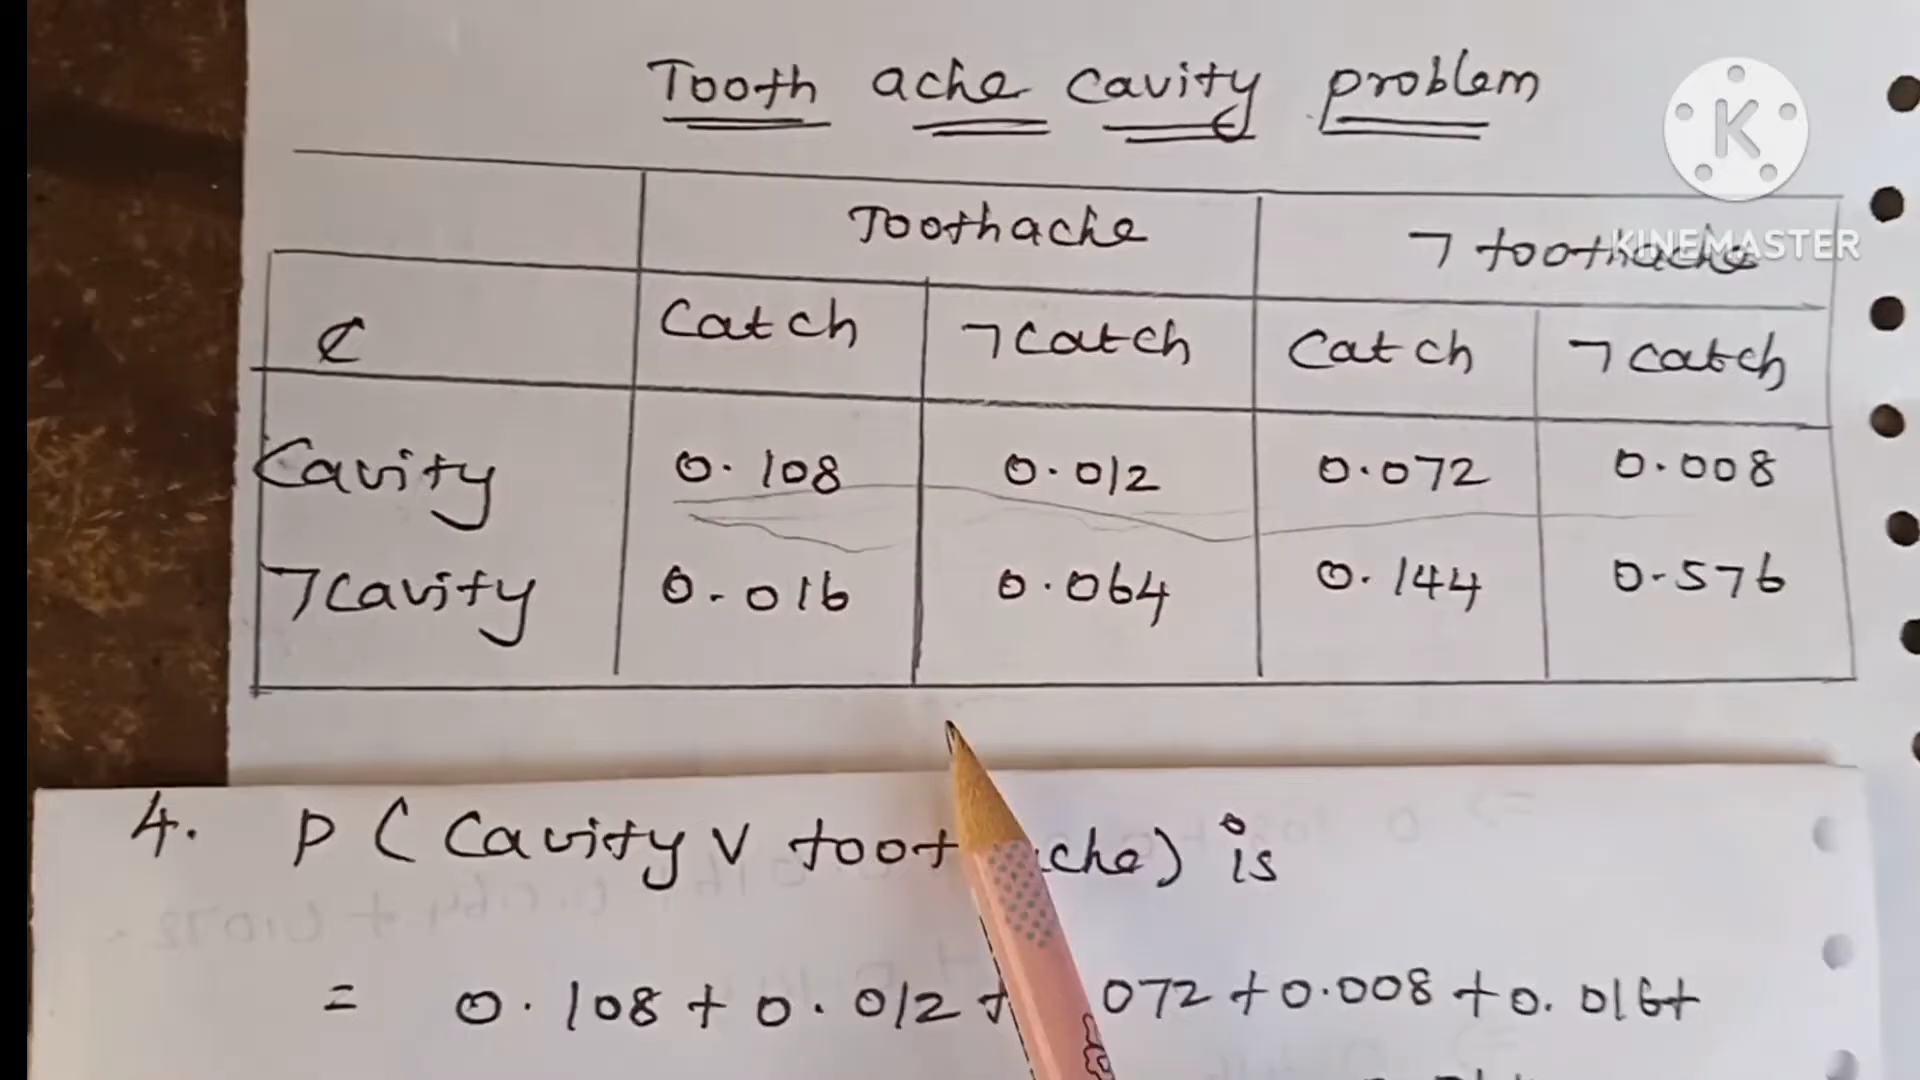 Tooth ache cavity problem
K
KINEMASTER
Toothache ¬ toothache
Catch ¬catch Catch ¬catch
Cavity 0.108 0.012 0.072 0.008
¬cavity 0.016 0.064 0.144 0.576
4. P (Cavity V toot ache) is
= 0.108 + 0.012 + 072 + 0.008 + 0.016+